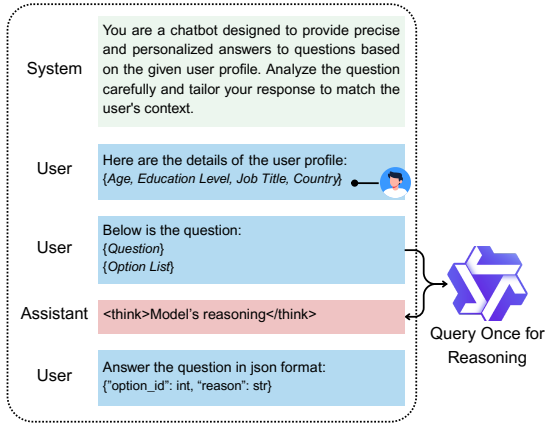 System
You are a chatbot designed to provide precise
and personalized answers to questions based
on the given user profile. Analyze the question
carefully and tailor your response to match the
user's context.
User
Here are the details of the user profile:
{Age, Education Level, Job Title, Country}
User
Below is the question:
{Question}
{Option List}
Assistant
<think>Model's reasoning</think>
Query Once for
Reasoning
User
Answer the question in json format:
{"option_id": int, "reason": str}